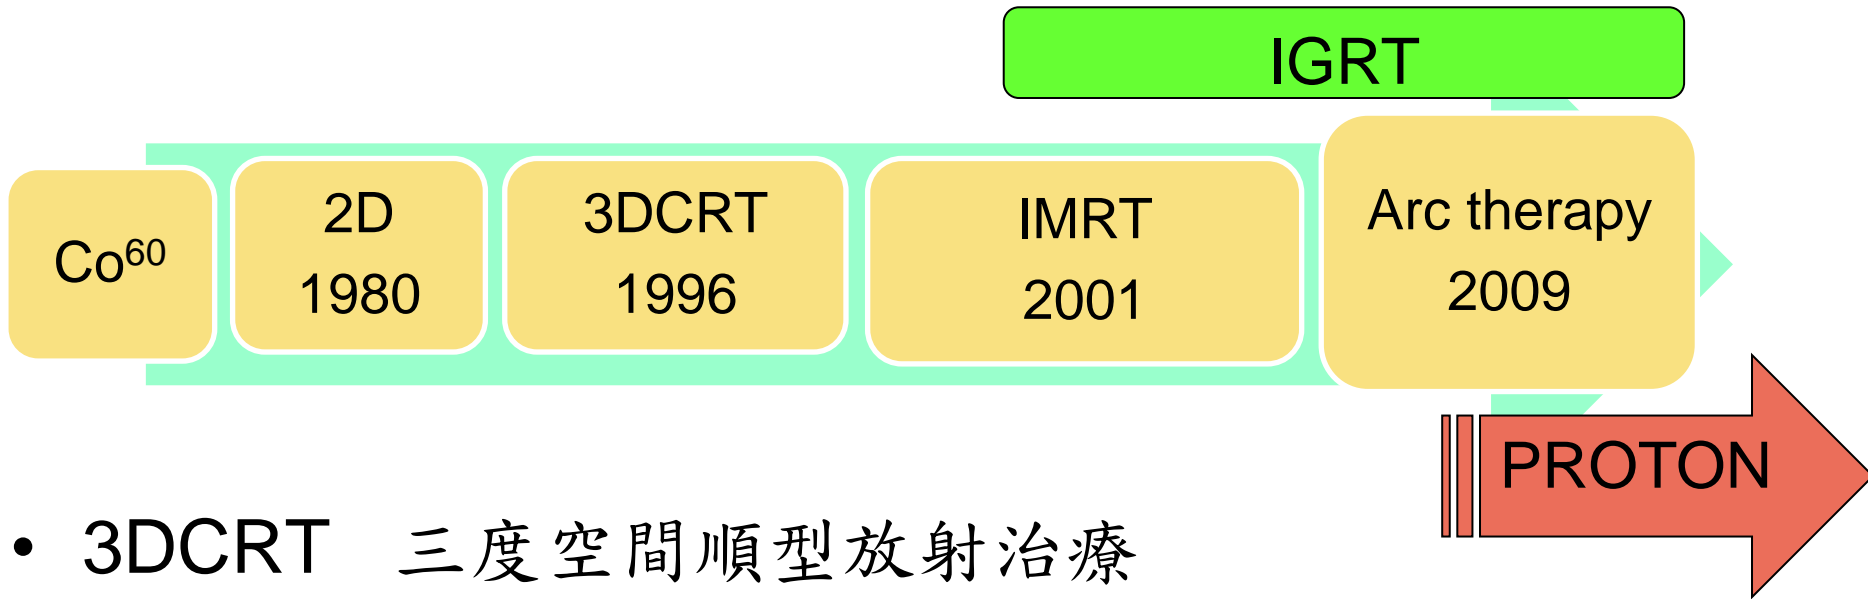 IGRT
Co⁶⁰
2D
1980
3DCRT
1996
IMRT
2001
Arc therapy
2009
PROTON
• 3DCRT 三度空間順型放射治療